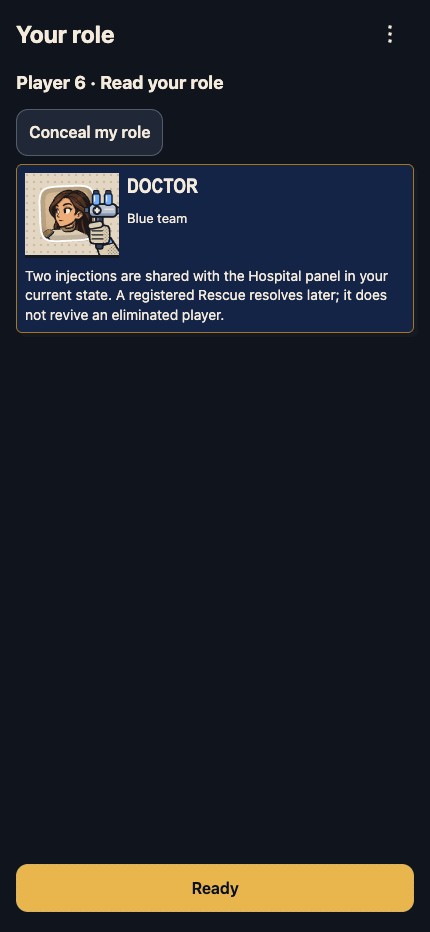 Your role
Player 6 · Read your role
Conceal my role
DOCTOR
Blue team
Two injections are shared with the Hospital panel in your
current state. A registered Rescue resolves later; it does
not revive an eliminated player.
Ready